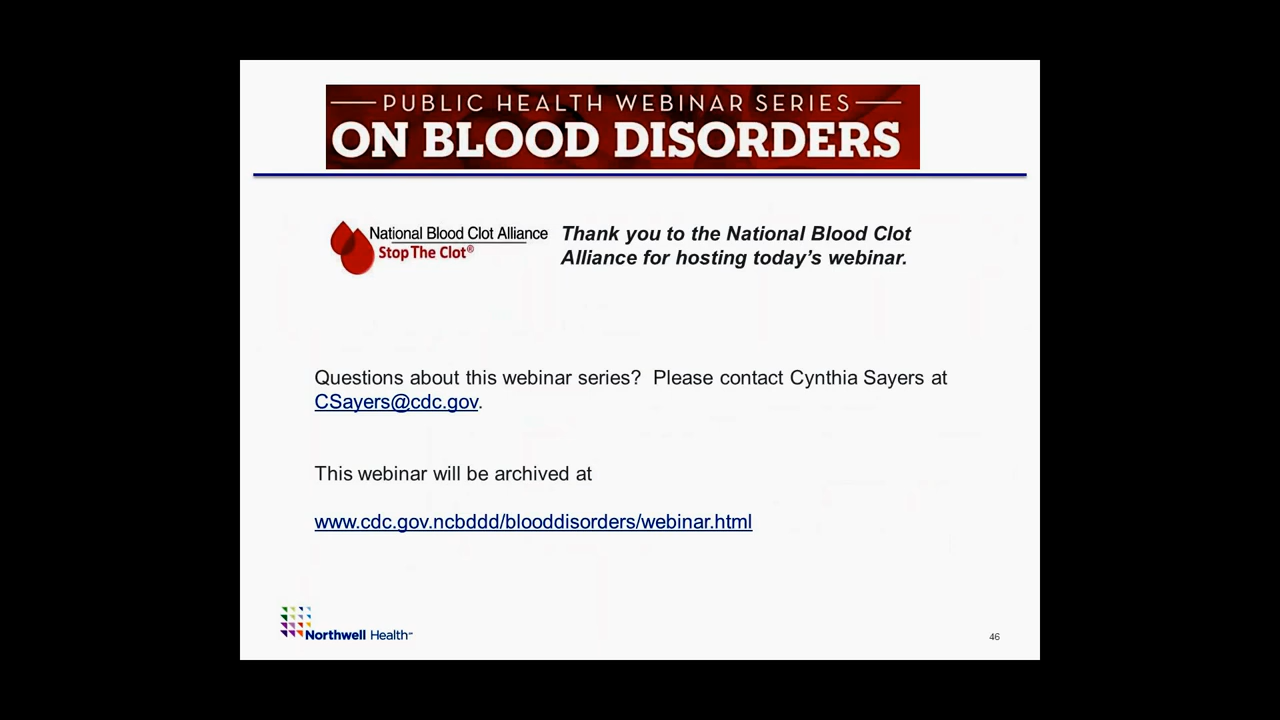 PUBLIC HEALTH WEBINAR SERIES
ON BLOOD DISORDERS
National Blood Clot Alliance
Stop The Clot®
Thank you to the National Blood Clot
Alliance for hosting today’s webinar.
Questions about this webinar series?  Please contact Cynthia Sayers at
CSayers@cdc.gov.
This webinar will be archived at
www.cdc.gov.ncbddd/blooddisorders/webinar.html
Northwell Health℠
46